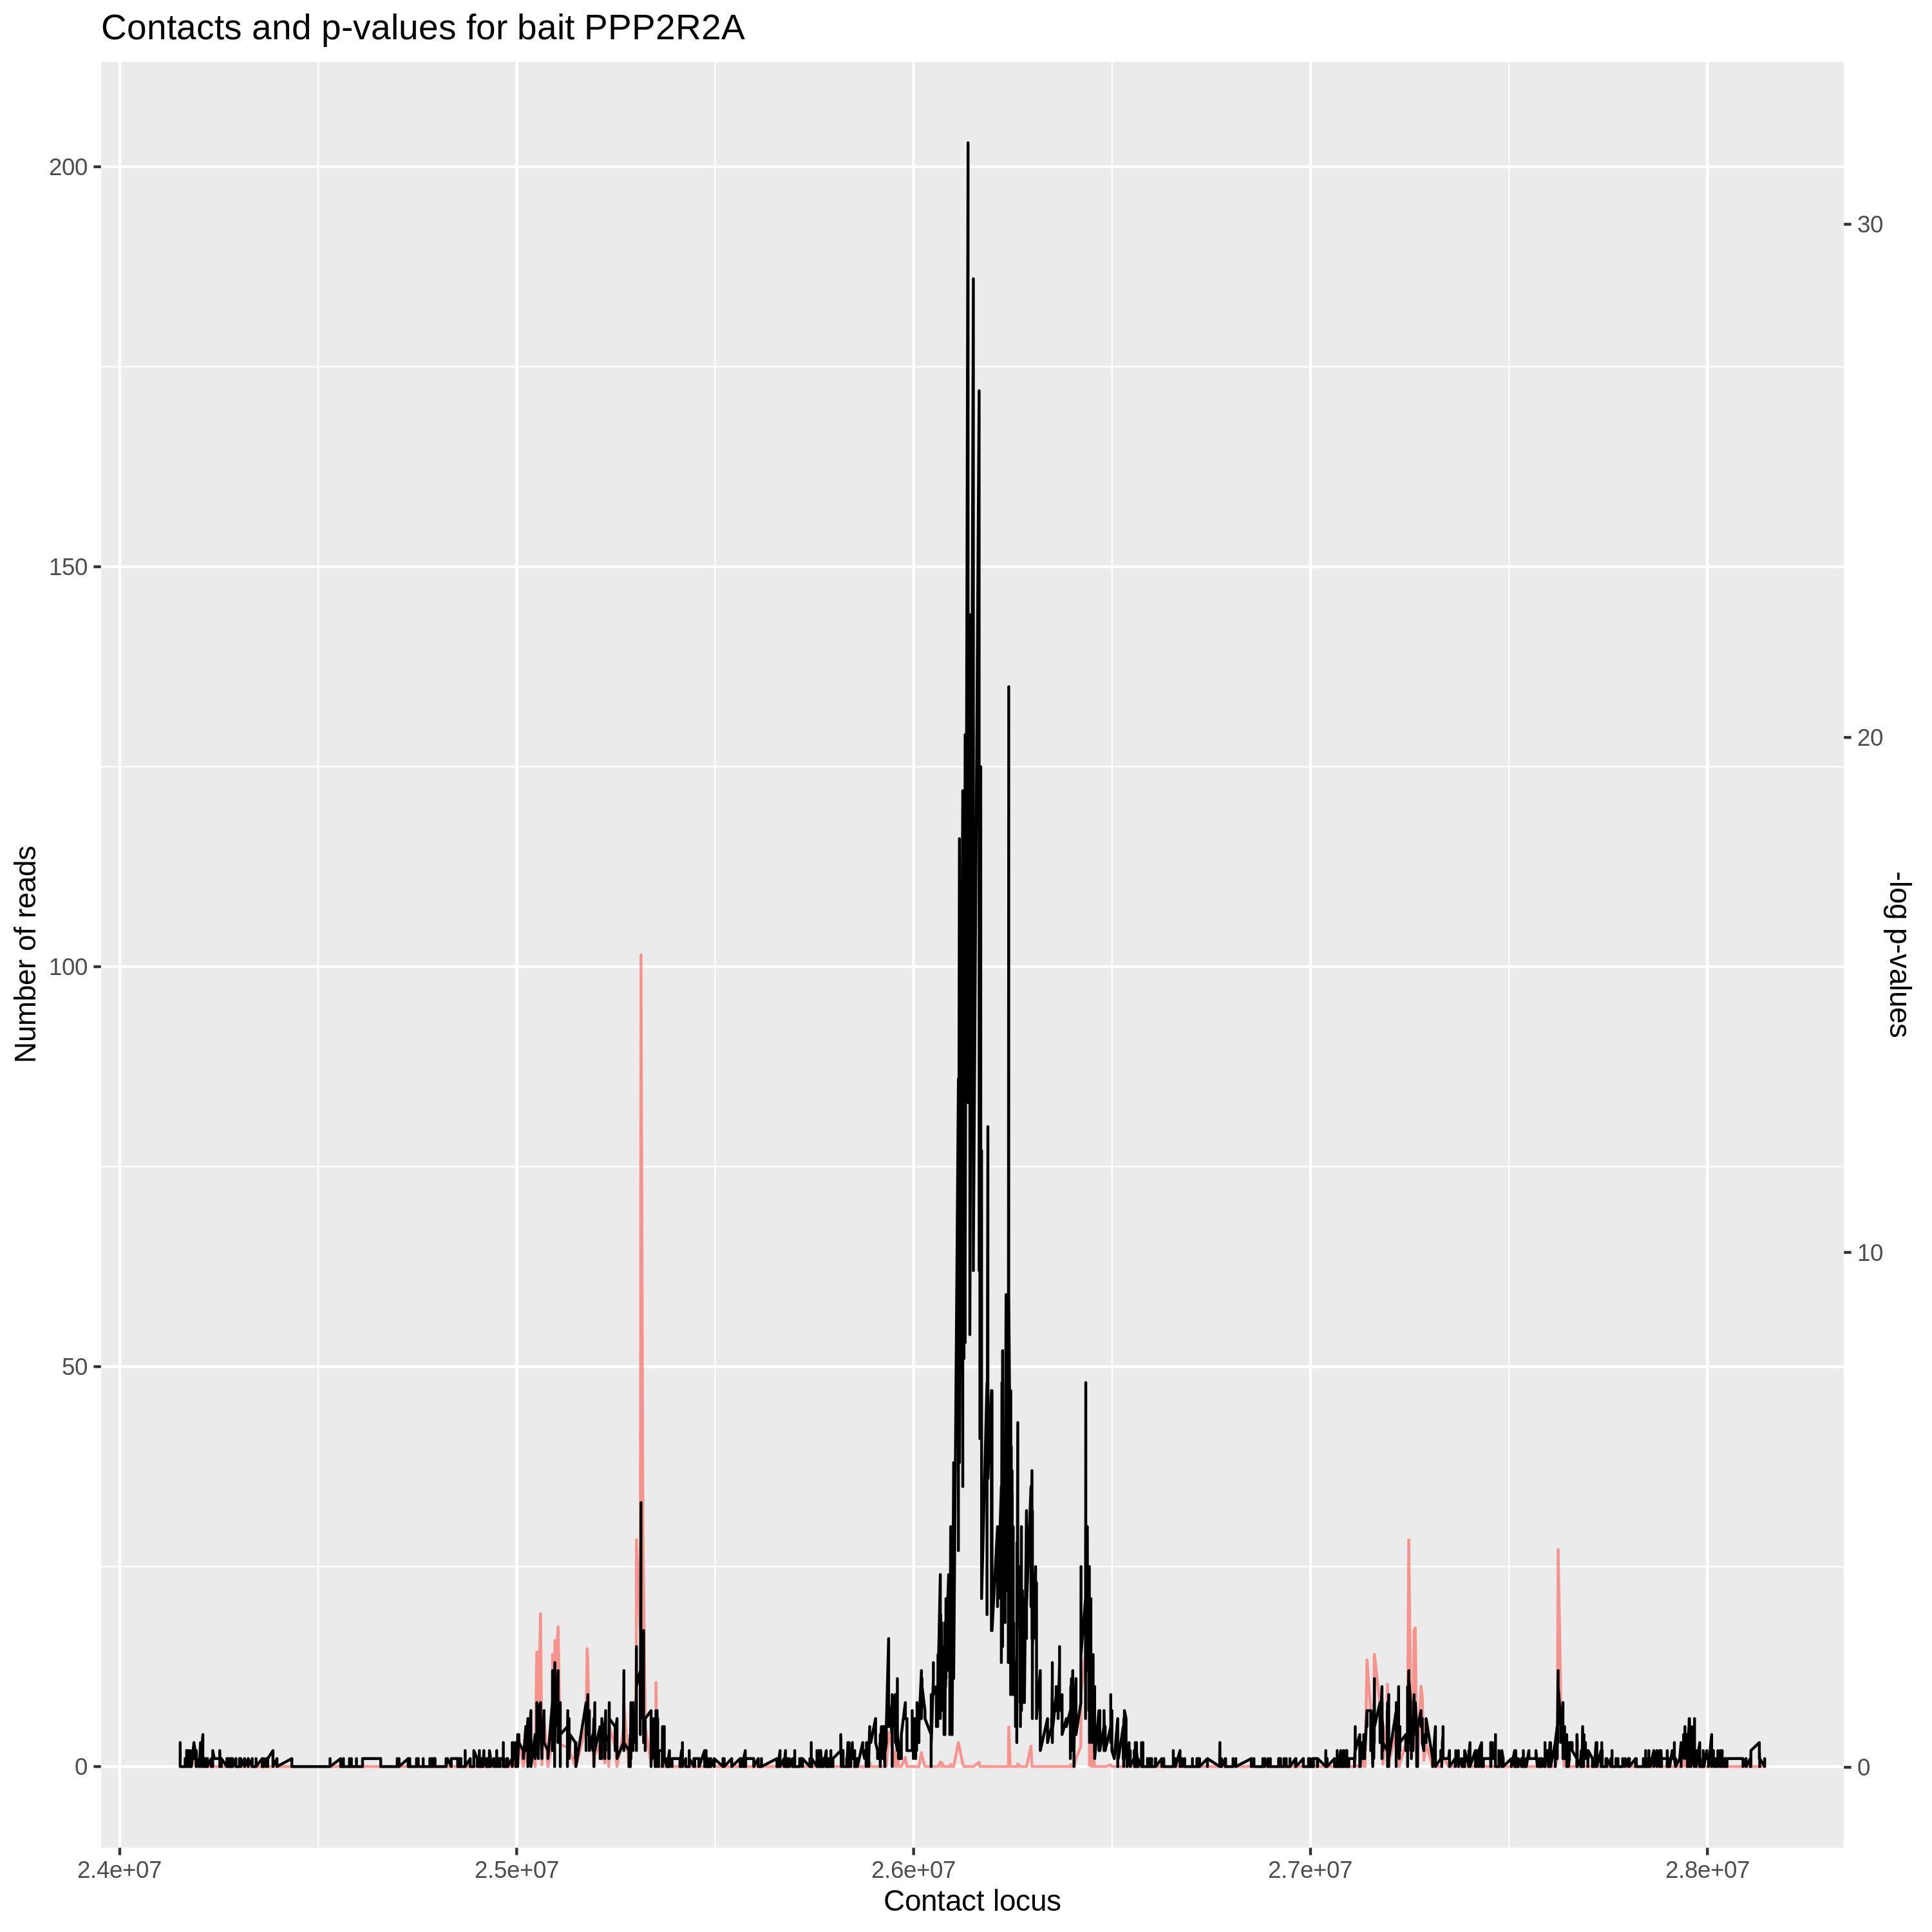 Contacts and p-values for bait PPP2R2A
200
150
100
50
0
Number of reads
30
20
10
0
-log p-values
2.4e+07
2.5e+07
2.6e+07
2.7e+07
2.8e+07
Contact locus